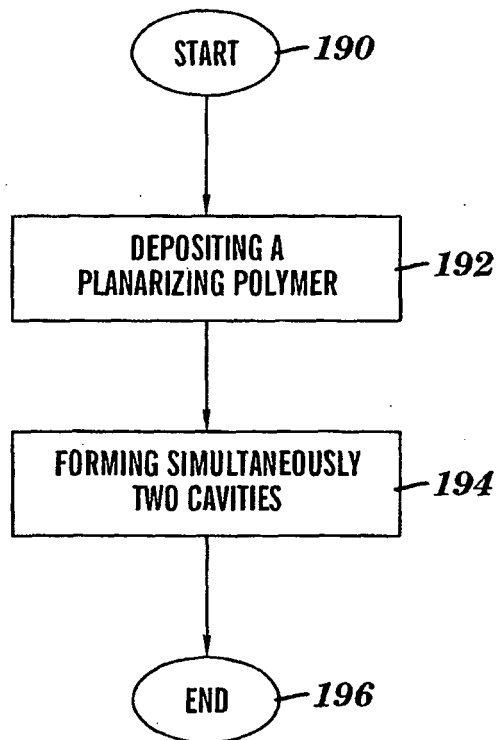 START 190
DEPOSITING A
PLANARIZING POLYMER 192
FORMING SIMULTANEOUSLY
TWO CAVITIES 194
END 196